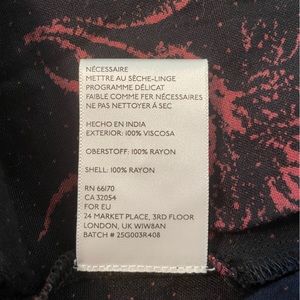 NÉCESSAIRE
METTRE AU SÈCHE-LINGE
PROGRAMME DÉLICAT
FAIBLE COMME FER NÉCESSAIRES
NE PAS NETTOYER À SEC
HECHO EN INDIA
EXTERIOR: 100% VISCOSA
OBERSTOFF: 100% RAYON
SHELL: 100% RAYON
RN 66170
CA 32054
FOR EU
24 MARKET PLACE, 3RD FLOOR
LONDON, UK W1W8AN
BATCH # 25G003R408